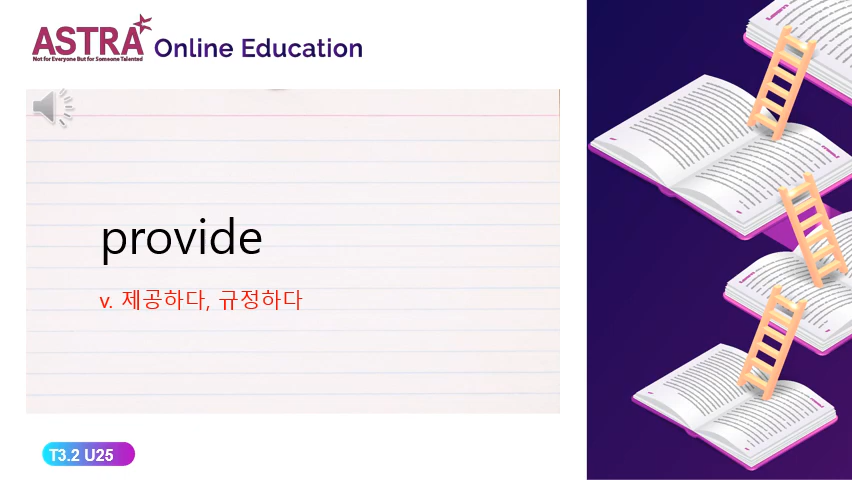 ASTRA
Not for Everyone But for Someone Talented
Online Education
provide
v. 제공하다, 규정하다
T3.2 U25